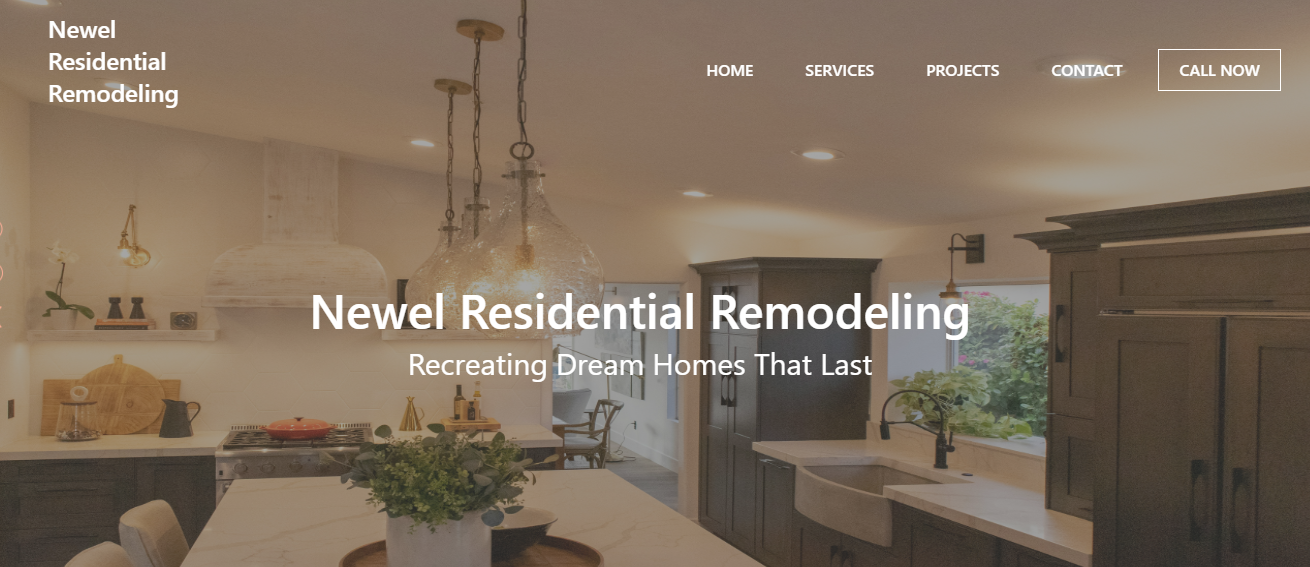 Newel
Residential
Remodeling
HOME SERVICES PROJECTS CONTACT CALL NOW
Newel Residential Remodeling
Recreating Dream Homes That Last